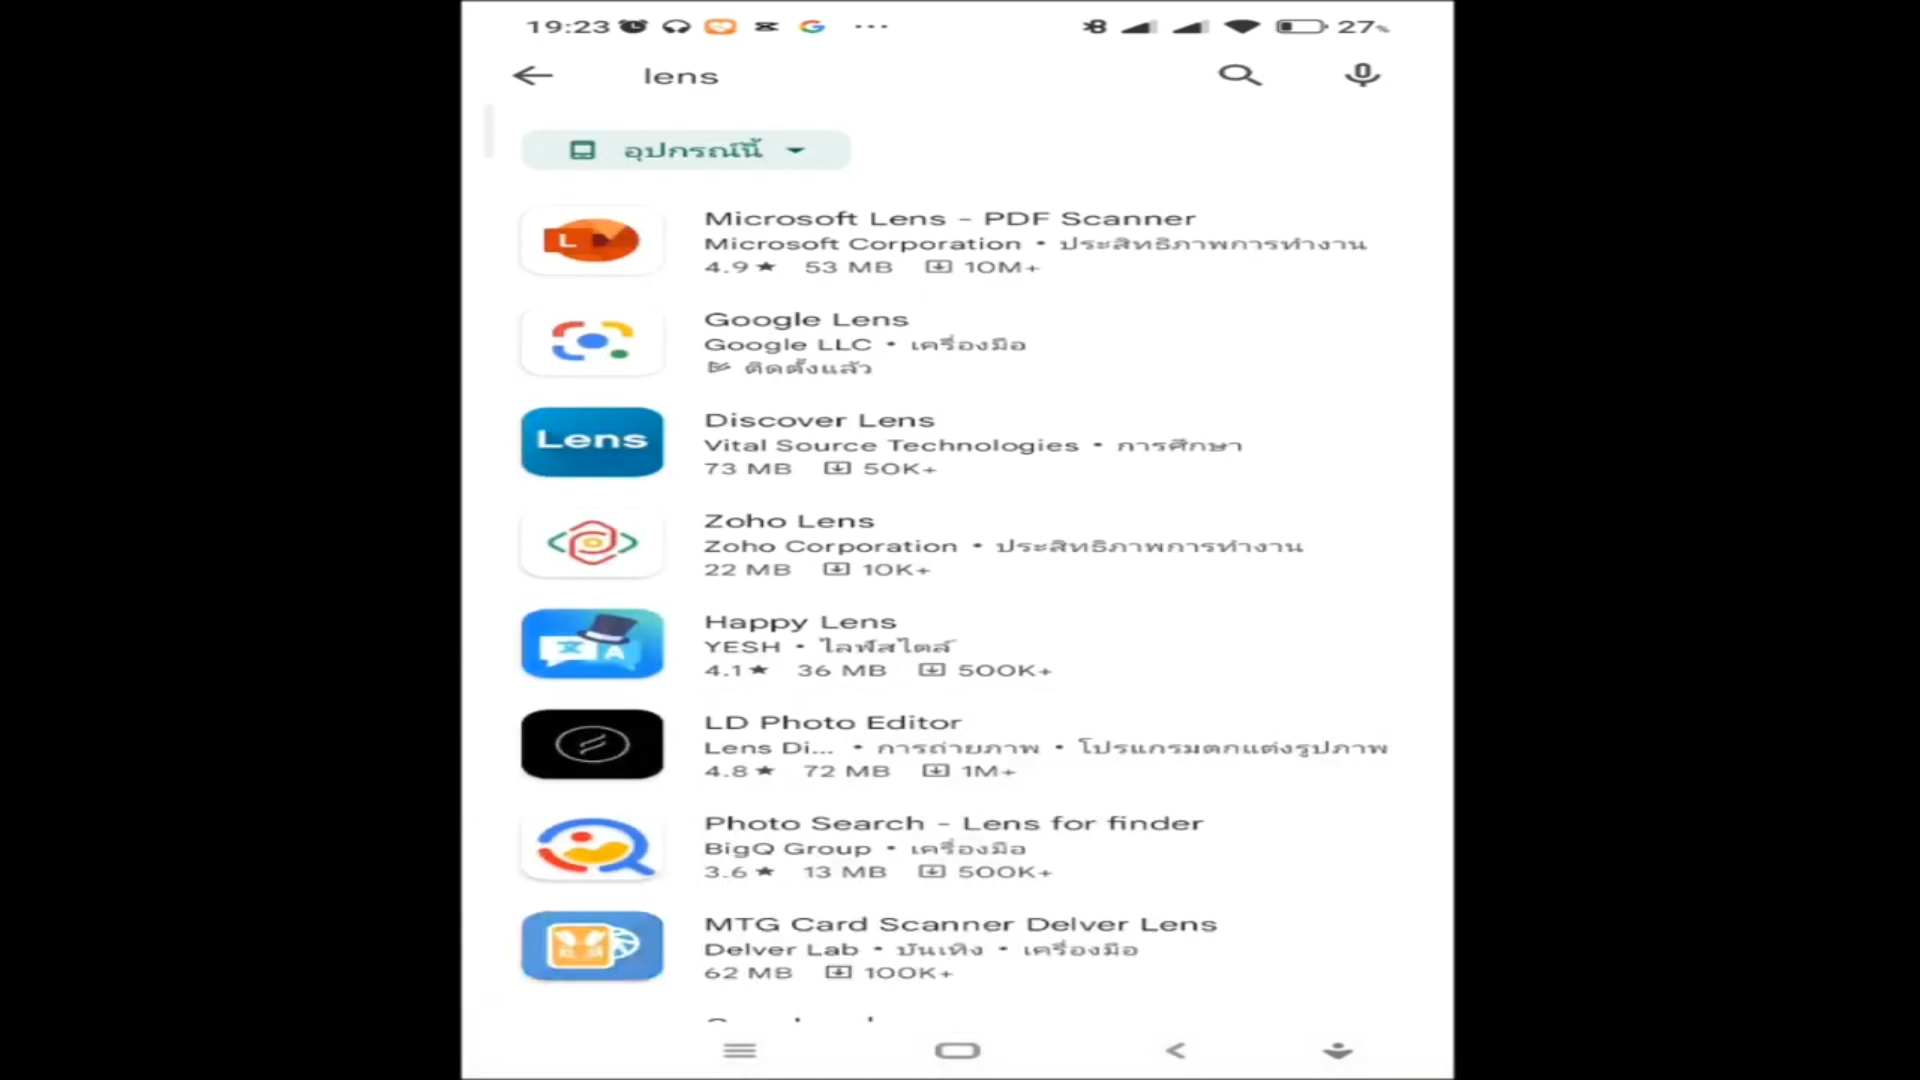 19:23 27%
lens
อุปกรณ์นี้
Microsoft Lens - PDF Scanner
L Microsoft Corporation • ประสิทธิภาพการทำงาน
4.9★ 53 MB 10M+
Google Lens
Google LLC • เครื่องมือ
ติดตั้งแล้ว
Discover Lens
Lens Vital Source Technologies • การศึกษา
73 MB 50K+
Zoho Lens
Zoho Corporation • ประสิทธิภาพการทำงาน
22 MB 10K+
Happy Lens
YESH • ไลฟ์สไตล์
4.1★ 36 MB 500K+
LD Photo Editor
Lens Di... • การถ่ายภาพ • โปรแกรมตกแต่งรูปภาพ
4.8★ 72 MB 1M+
Photo Search - Lens for finder
BigQ Group • เครื่องมือ
3.6★ 13 MB 500K+
MTG Card Scanner Delver Lens
Delver Lab • บันเทิง • เครื่องมือ
62 MB 100K+